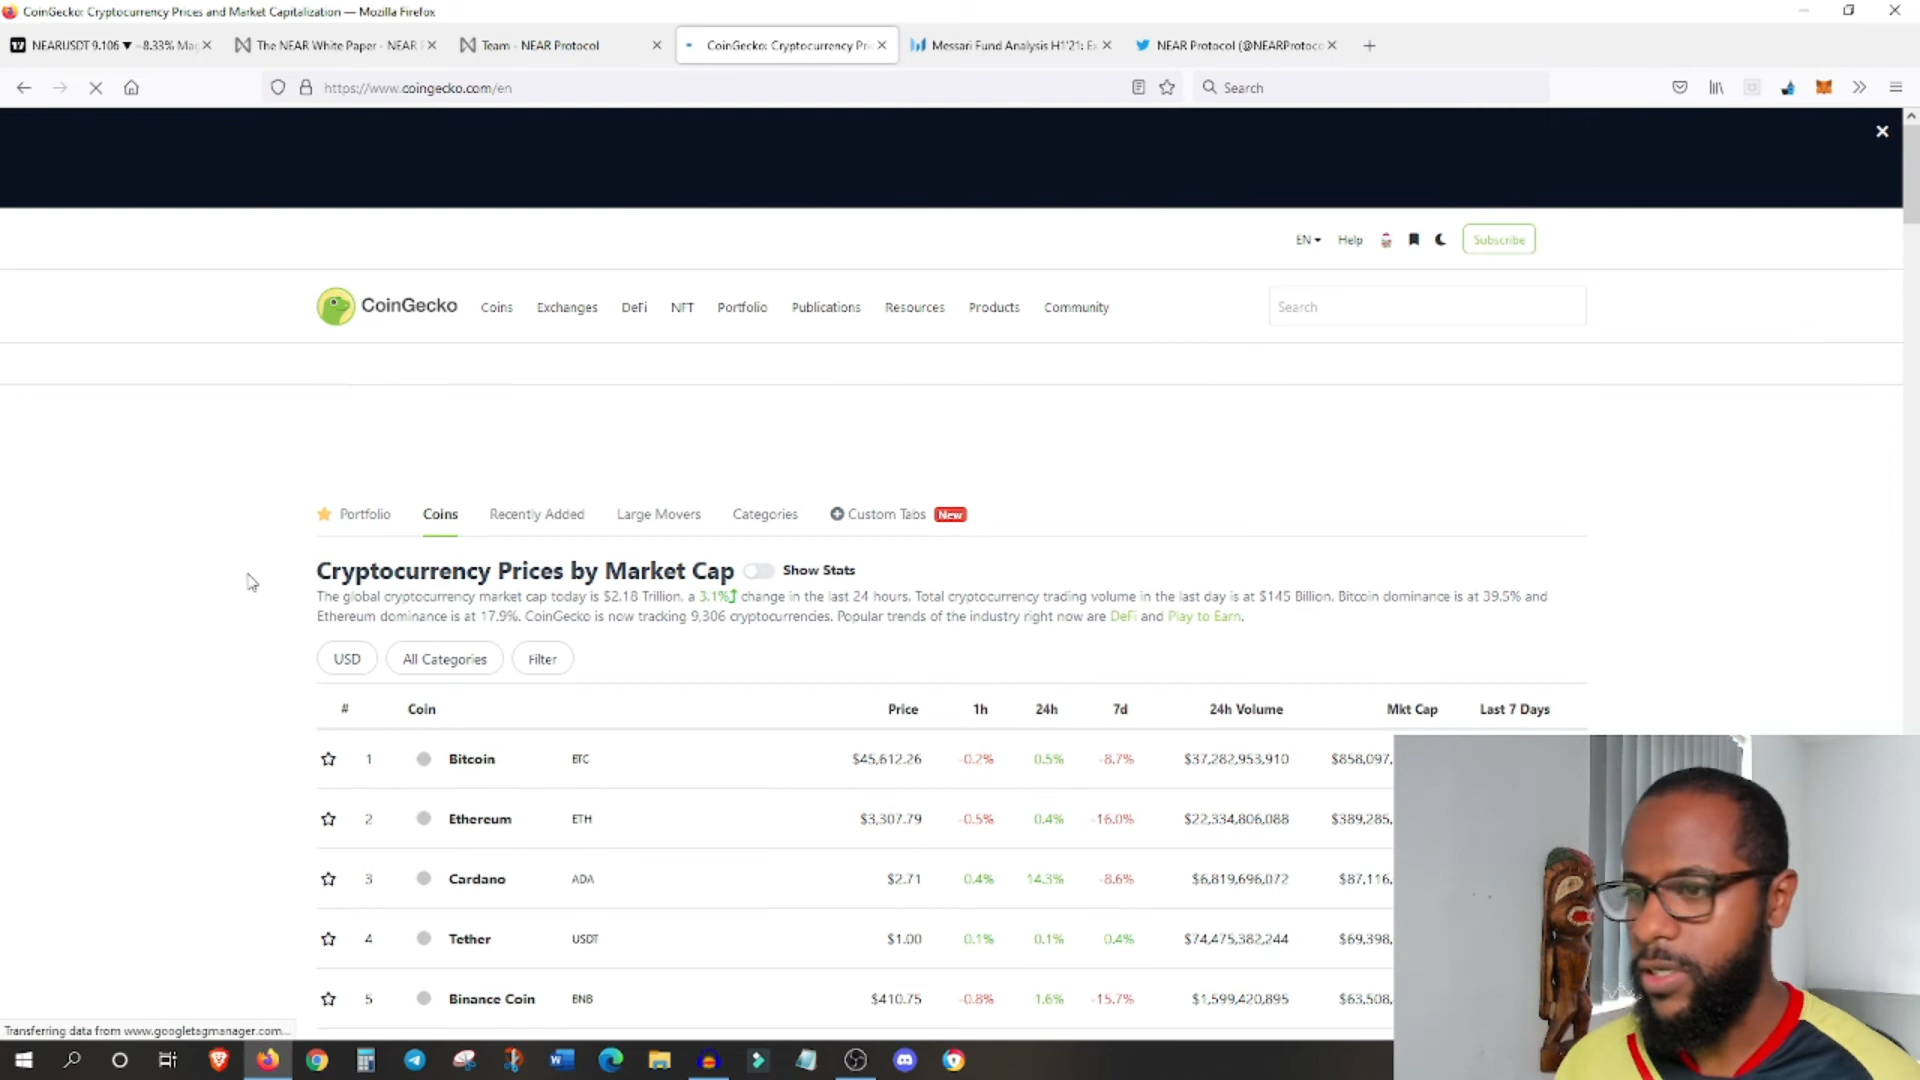 CoinGecko: Cryptocurrency Prices and Market Capitalization — Mozilla Firefox
NEARUSDT 9.106 ▼ −8.33% Ma
The NEAR White Paper - NEAR
Team - NEAR Protocol
CoinGecko: Cryptocurrency Pri
Messari Fund Analysis H1'21: E
NEAR Protocol (@NEARProtoco
https://www.coingecko.com/en
Search
EN
Help
Subscribe
CoinGecko
Coins
Exchanges
DeFi
NFT
Portfolio
Publications
Resources
Products
Community
Search
Portfolio
Coins
Recently Added
Large Movers
Categories
Custom Tabs
New
Cryptocurrency Prices by Market Cap
Show Stats
The global cryptocurrency market cap today is $2.18 Trillion, a 3.1% change in the last 24 hours. Total cryptocurrency trading volume in the last day is at $145 Billion. Bitcoin dominance is at 39.5% and
Ethereum dominance is at 17.9%. CoinGecko is now tracking 9,306 cryptocurrencies. Popular trends of the industry right now are DeFi and Play to Earn.
USD
All Categories
Filter
# Coin Price 1h 24h 7d 24h Volume Mkt Cap Last 7 Days
1 Bitcoin BTC $45,612.26 -0.2% 0.5% -8.7% $37,282,953,910 $858,097,
2 Ethereum ETH $3,307.79 -0.5% 0.4% -16.0% $22,334,806,088 $389,285,
3 Cardano ADA $2.71 0.4% 14.3% -8.6% $6,819,696,072 $87,116,
4 Tether USDT $1.00 0.1% 0.1% 0.4% $74,475,382,244 $69,398,
5 Binance Coin BNB $410.75 -0.8% 1.6% -15.7% $1,599,420,895 $63,508,
Transferring data from www.googletagmanager.com...